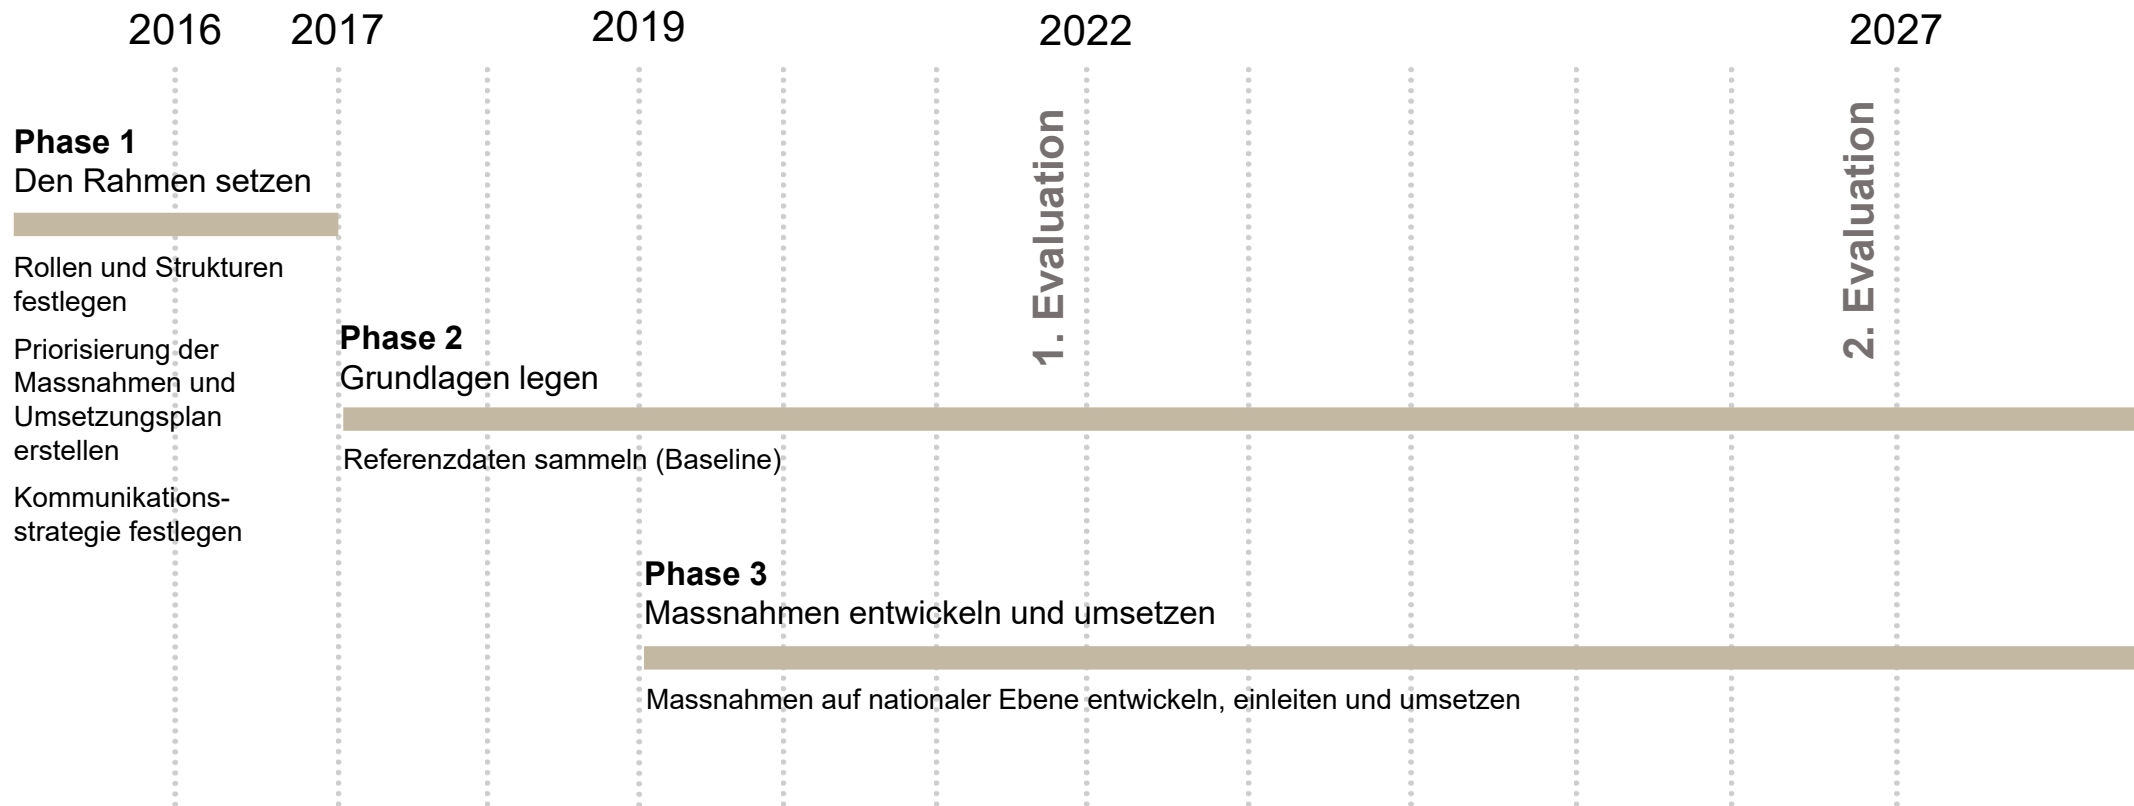 2016
2017
2019
2022
2027
Phase 1
Den Rahmen setzen
Rollen und Strukturen
festlegen
Priorisierung der
Massnahmen und
Umsetzungsplan
erstellen
Kommunikations-
strategie festlegen
Phase 2
Grundlagen legen
Referenzdaten sammeln (Baseline)
Phase 3
Massnahmen entwickeln und umsetzen
Massnahmen auf nationaler Ebene entwickeln, einleiten und umsetzen
1. Evaluation
2. Evaluation